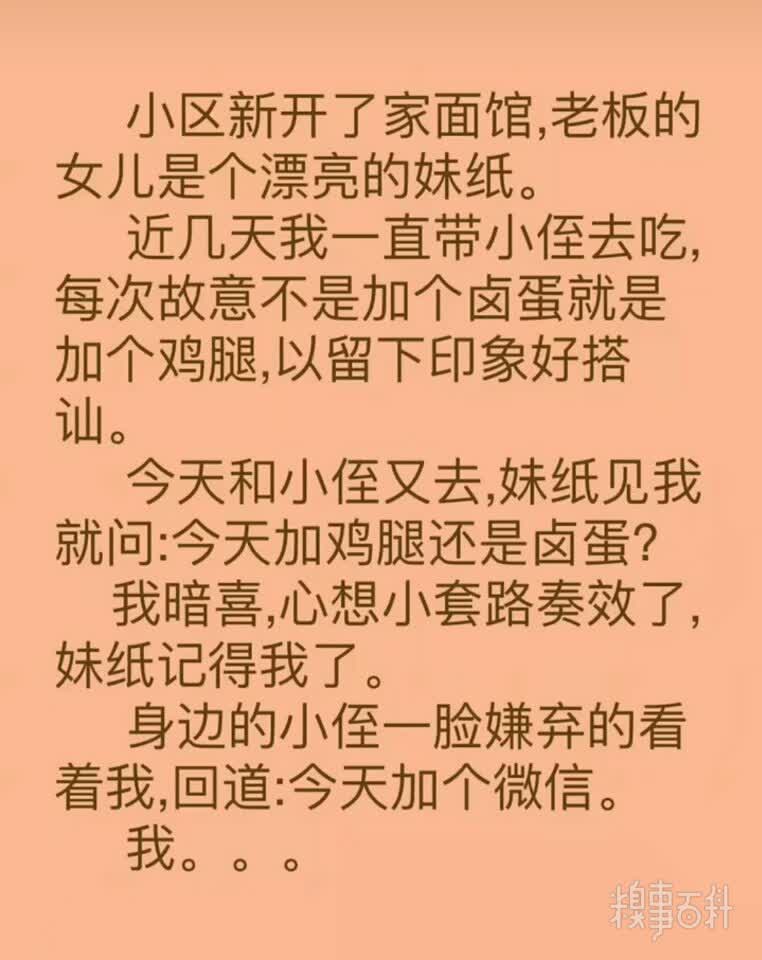 小区新开了家面馆,老板的
女儿是个漂亮的妹纸。
近几天我一直带小侄去吃,
每次故意不是加个卤蛋就是
加个鸡腿,以留下印象好搭
讪。
今天和小侄又去,妹纸见我
就问:今天加鸡腿还是卤蛋?
我暗喜,心想小套路奏效了,
妹纸记得我了。
身边的小侄一脸嫌弃的看
着我,回道:今天加个微信。
我。。。
糗事百科